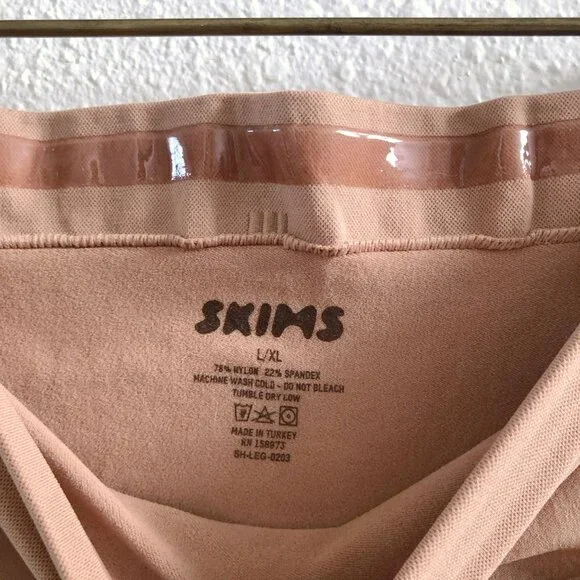 SKIMS
L/XL
78% NYLON 22% SPANDEX
MACHINE WASH COLD - DO NOT BLEACH
TUMBLE DRY LOW
MADE IN TURKEY
RN 158973
SH-LEG-0203